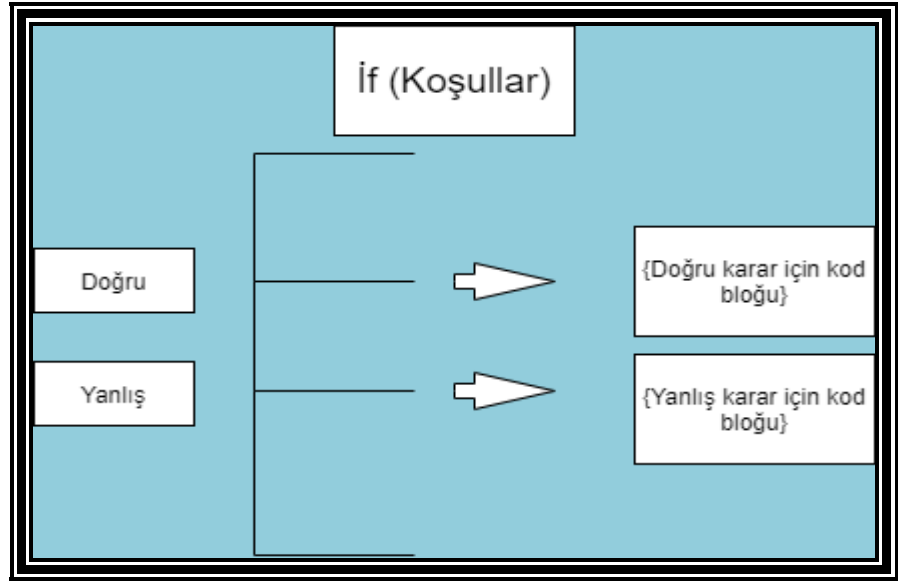 İf (Koşullar)
Doğru
{Doğru karar için kod
bloğu}
Yanlış
{Yanlış karar için kod
bloğu}